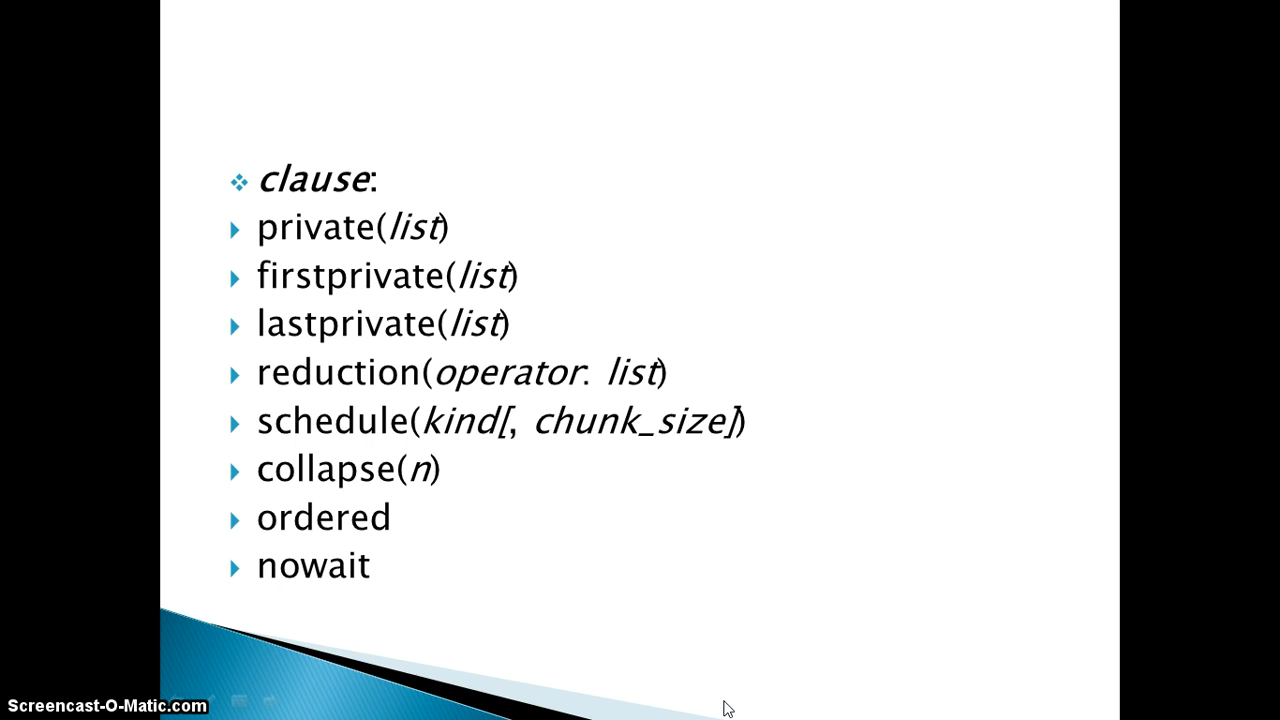 clause:
private(list)
firstprivate(list)
lastprivate(list)
reduction(operator: list)
schedule(kind[, chunk_size])
collapse(n)
ordered
nowait
Screencast-O-Matic.com